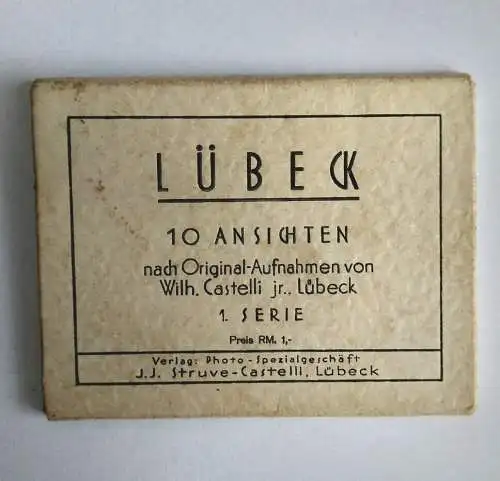 LÜBECK
10 ANSICHTEN
nach Original-Aufnahmen von
Wilh. Castelli jr., Lübeck
1. SERIE
Preis RM. 1,-
Verlag: Photo-Spezialgeschäft
J.J. Struve-Castelli, Lübeck